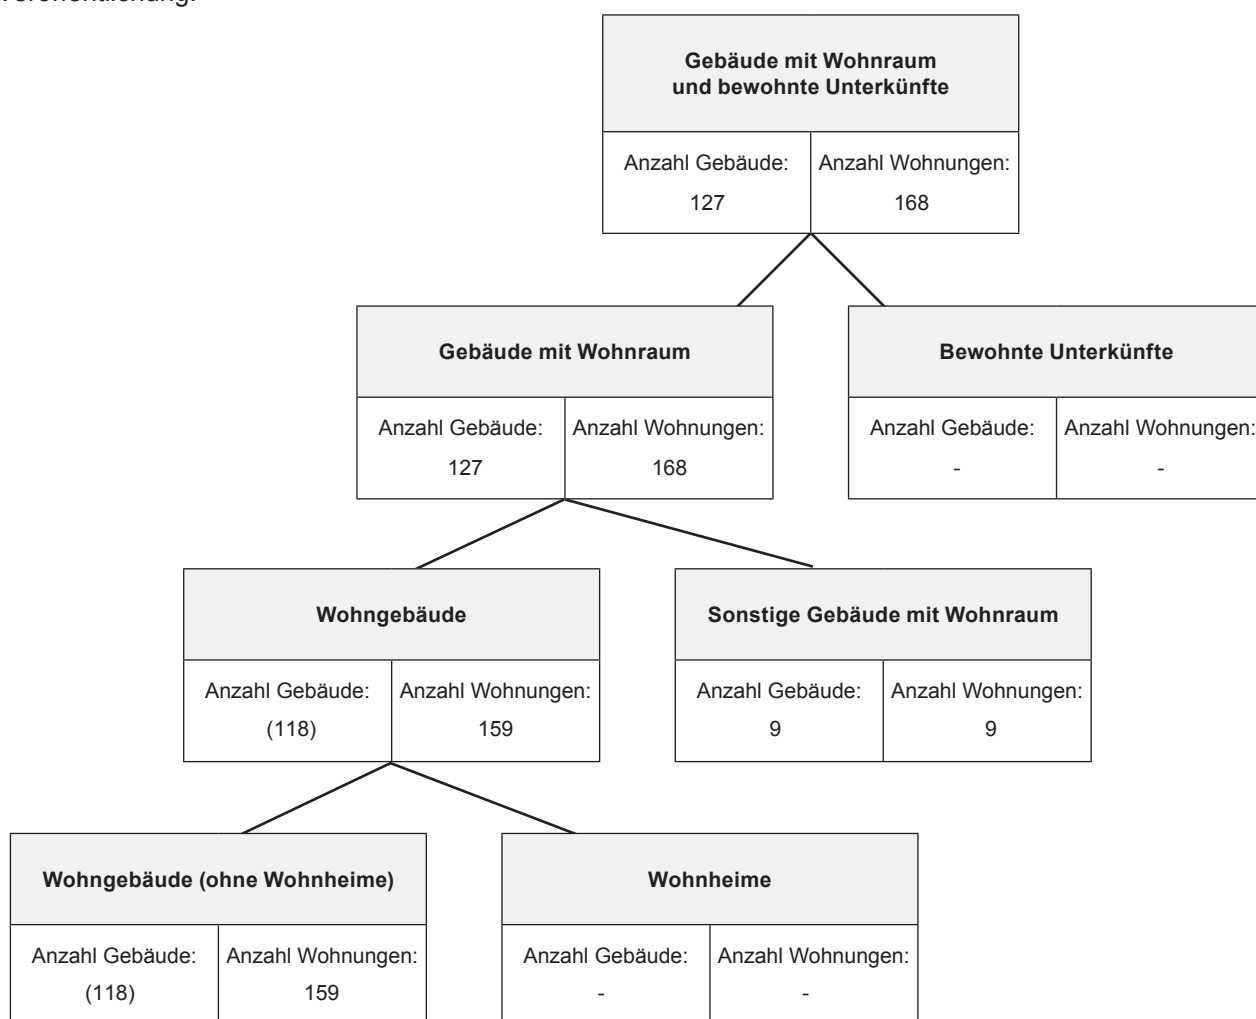 Veröffentlichung.
Gebäude mit Wohnraum
und bewohnte Unterkünfte
Anzahl Gebäude: Anzahl Wohnungen:
127 168
Gebäude mit Wohnraum
Bewohnte Unterkünfte
Anzahl Gebäude: Anzahl Wohnungen:
127 168
Anzahl Gebäude: Anzahl Wohnungen:
- -
Wohngebäude
Sonstige Gebäude mit Wohnraum
Anzahl Gebäude: Anzahl Wohnungen:
(118) 159
Anzahl Gebäude: Anzahl Wohnungen:
9 9
Wohngebäude (ohne Wohnheime)
Wohnheime
Anzahl Gebäude: Anzahl Wohnungen:
(118) 159
Anzahl Gebäude: Anzahl Wohnungen:
- -